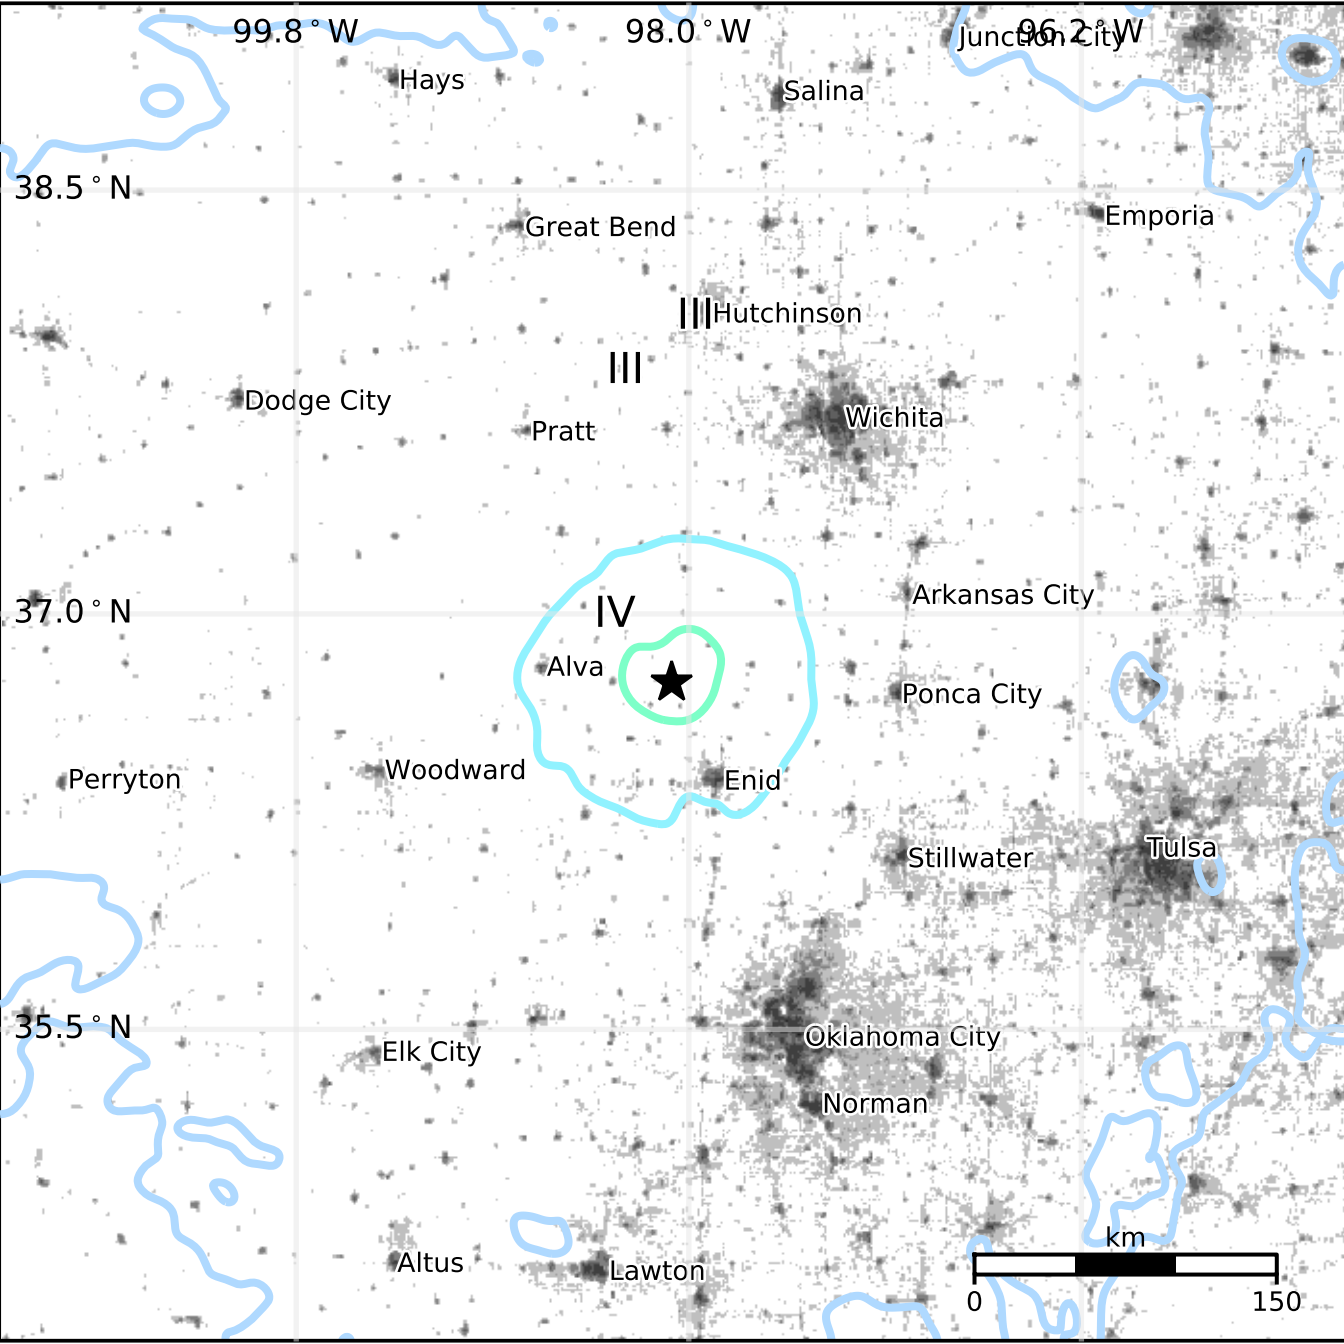 99.8°W
98.0°W
96.2°W
Junction City
Hays
Salina
38.5°N
Great Bend
Emporia
III
Hutchinson
III
Dodge City
Pratt
Wichita
37.0°N
IV
Arkansas City
Alva
Ponca City
Perryton
Woodward
Enid
Stillwater
Tulsa
35.5°N
Elk City
Oklahoma City
Norman
Altus
Lawton
km
0
150